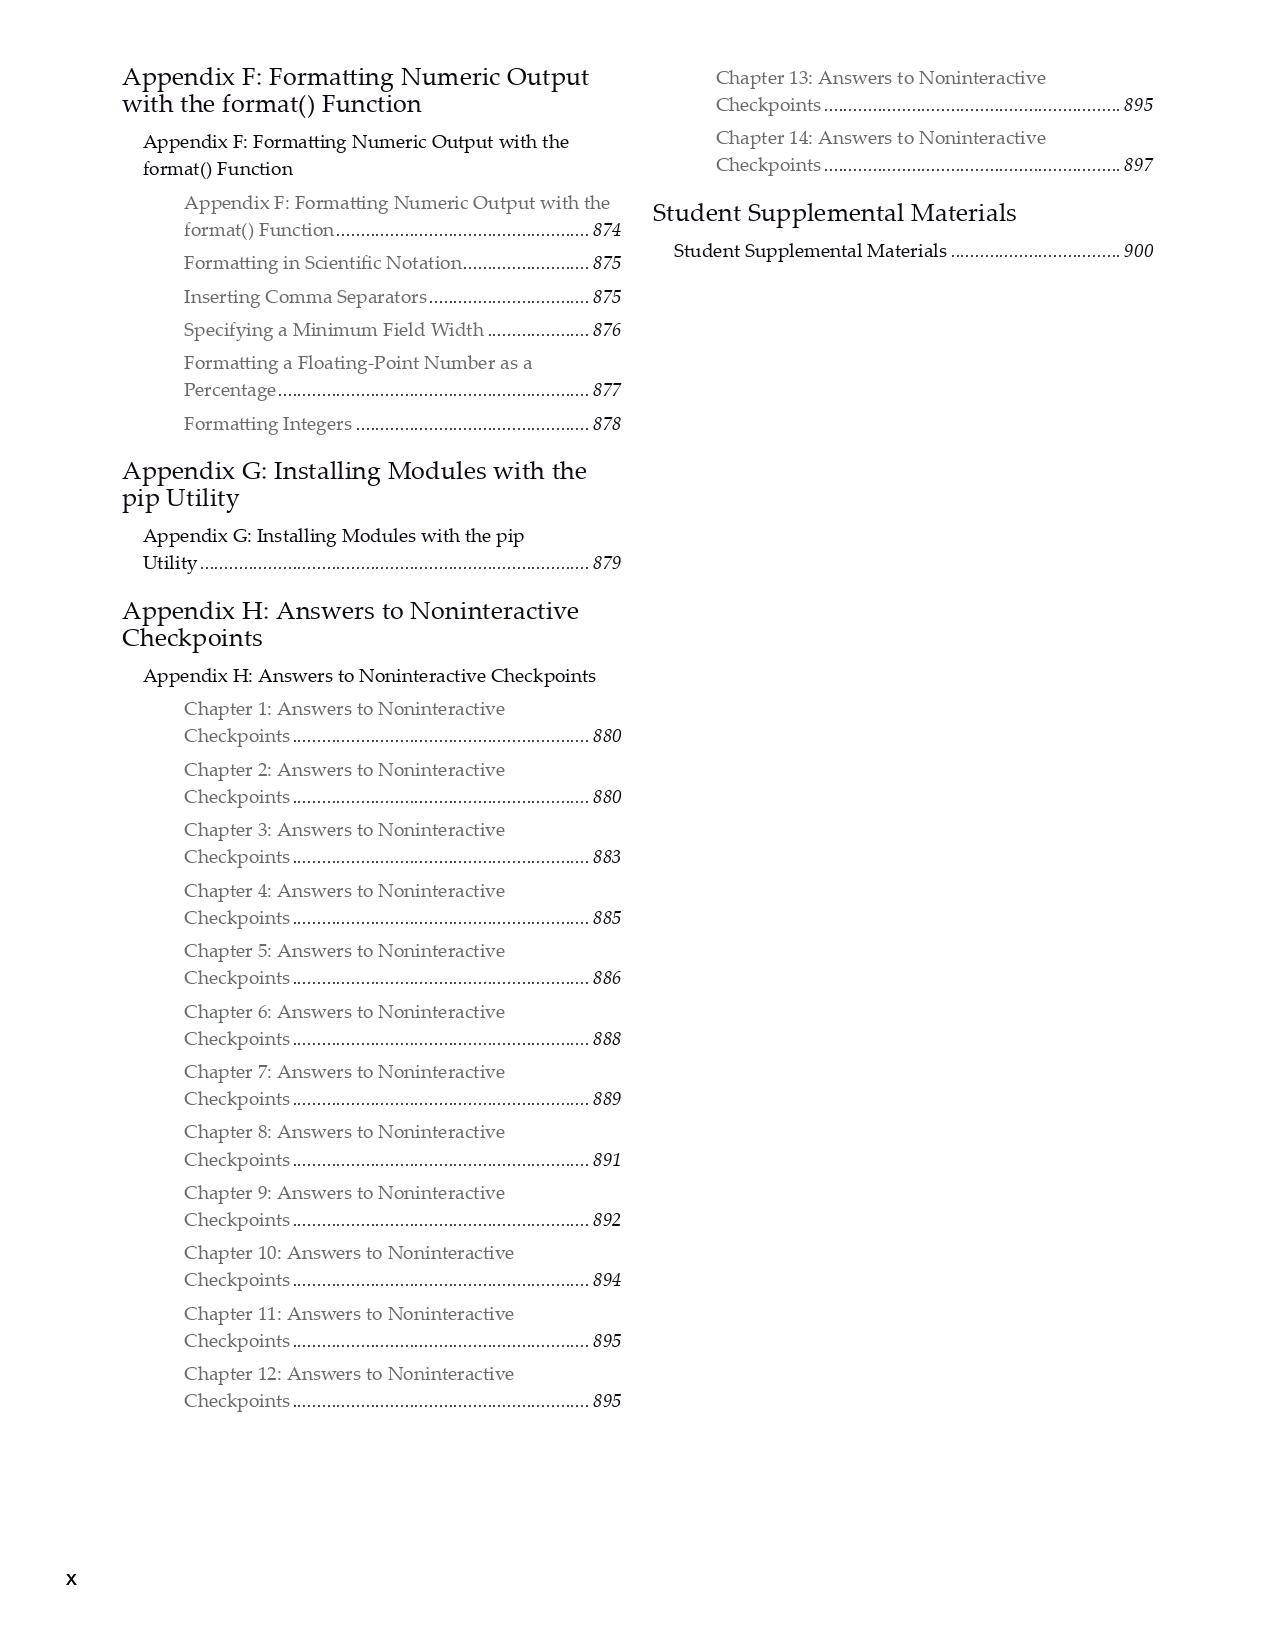 Appendix F: Formatting Numeric Output
with the format() Function
Appendix F: Formatting Numeric Output with the
format() Function
Appendix F: Formatting Numeric Output with the
format() Function..................................................... 874
Formatting in Scientific Notation.......................... 875
Inserting Comma Separators................................. 875
Specifying a Minimum Field Width ..................... 876
Formatting a Floating-Point Number as a
Percentage................................................................ 877
Formatting Integers ................................................ 878
Appendix G: Installing Modules with the
pip Utility
Appendix G: Installing Modules with the pip
Utility................................................................................ 879
Appendix H: Answers to Noninteractive
Checkpoints
Appendix H: Answers to Noninteractive Checkpoints
Chapter 1: Answers to Noninteractive
Checkpoints............................................................. 880
Chapter 2: Answers to Noninteractive
Checkpoints............................................................. 880
Chapter 3: Answers to Noninteractive
Checkpoints............................................................. 883
Chapter 4: Answers to Noninteractive
Checkpoints............................................................. 885
Chapter 5: Answers to Noninteractive
Checkpoints............................................................. 886
Chapter 6: Answers to Noninteractive
Checkpoints............................................................. 888
Chapter 7: Answers to Noninteractive
Checkpoints............................................................. 889
Chapter 8: Answers to Noninteractive
Checkpoints............................................................. 891
Chapter 9: Answers to Noninteractive
Checkpoints............................................................. 892
Chapter 10: Answers to Noninteractive
Checkpoints............................................................. 894
Chapter 11: Answers to Noninteractive
Checkpoints............................................................. 895
Chapter 12: Answers to Noninteractive
Checkpoints............................................................. 895
Chapter 13: Answers to Noninteractive
Checkpoints............................................................. 895
Chapter 14: Answers to Noninteractive
Checkpoints............................................................. 897
Student Supplemental Materials
Student Supplemental Materials ................................... 900
x